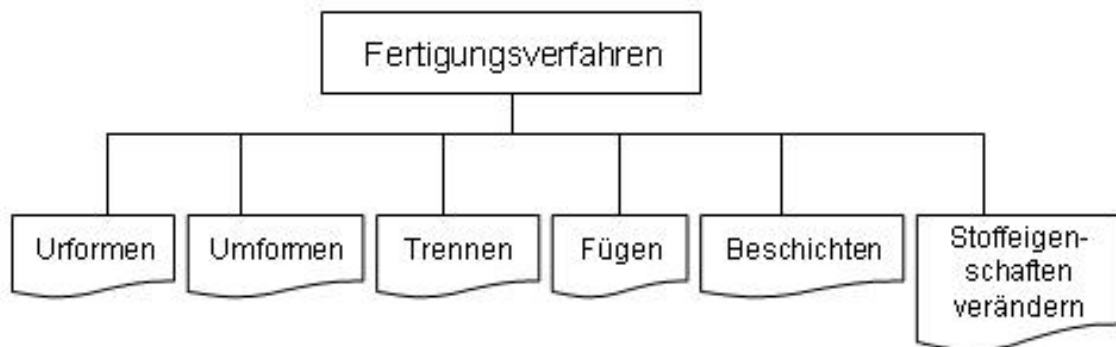 Fertigungsverfahren
Urformen
Umformen
Trennen
Fügen
Beschichten
Stoffeigen-
schaften
verändern